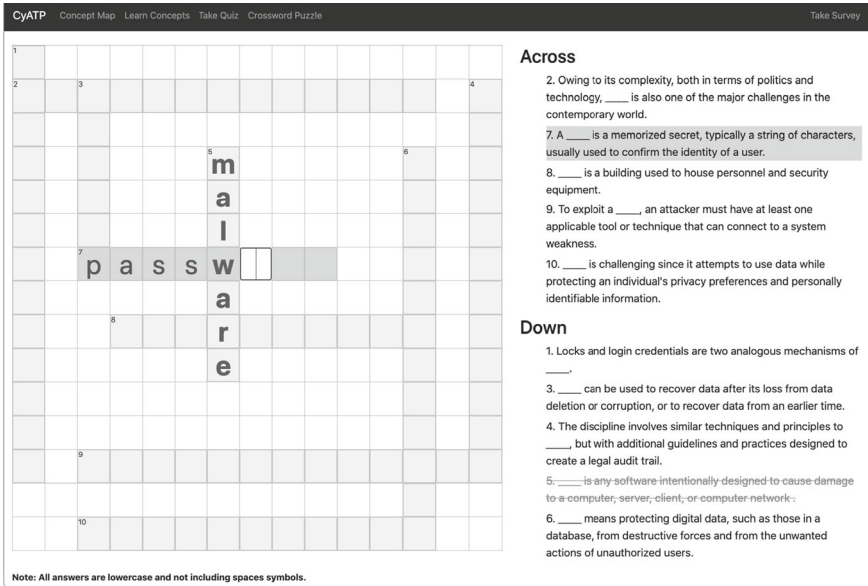 CyATP Concept Map Learn Concepts Take Quiz Crossword Puzzle Take Survey
1
2 3 4
5 6
m
a
l
7 p a s s w
a
8 r
e
9
10
Note: All answers are lowercase and not including spaces symbols.
Across
2. Owing to its complexity, both in terms of politics and
technology, ____ is also one of the major challenges in the
contemporary world.
7. A ____ is a memorized secret, typically a string of characters,
usually used to confirm the identity of a user.
8. ____ is a building used to house personnel and security
equipment.
9. To exploit a ____, an attacker must have at least one
applicable tool or technique that can connect to a system
weakness.
10. ____ is challenging since it attempts to use data while
protecting an individual's privacy preferences and personally
identifiable information.
Down
1. Locks and login credentials are two analogous mechanisms of
____.
3. ____ can be used to recover data after its loss from data
deletion or corruption, or to recover data from an earlier time.
4. The discipline involves similar techniques and principles to
____, but with additional guidelines and practices designed to
create a legal audit trail.
5. ____ is any software intentionally designed to cause damage
to a computer, server, client, or computer network .
6. ____ means protecting digital data, such as those in a
database, from destructive forces and from the unwanted
actions of unauthorized users.